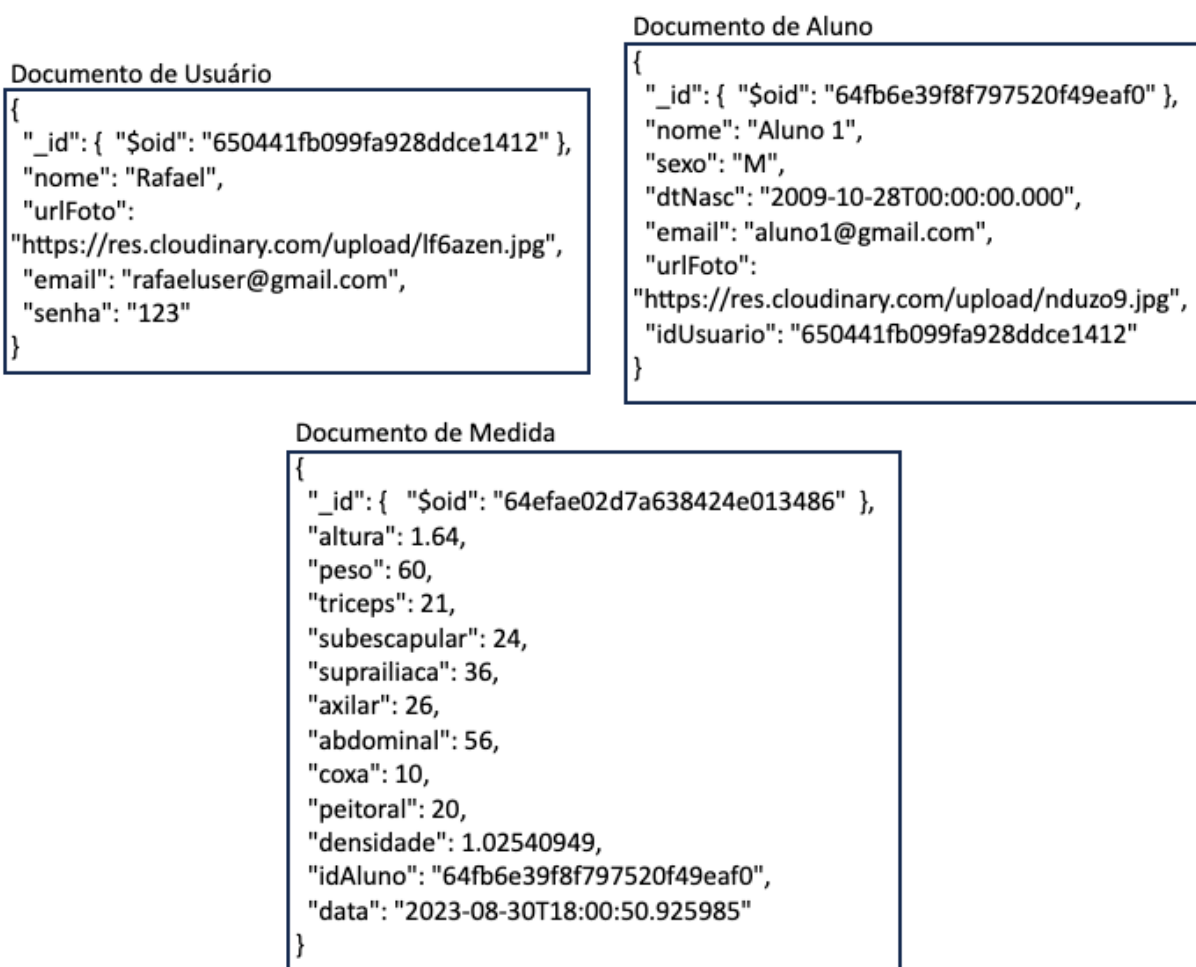 Documento de Usuário
{
"_id": { "$oid": "650441fb099fa928ddce1412" },
"nome": "Rafael",
"urlFoto":
"https://res.cloudinary.com/upload/lf6azen.jpg",
"email": "rafaeluser@gmail.com",
"senha": "123"
}
Documento de Aluno
{
"_id": { "$oid": "64fb6e39f8f797520f49eaf0" },
"nome": "Aluno 1",
"sexo": "M",
"dtNasc": "2009-10-28T00:00:00.000",
"email": "aluno1@gmail.com",
"urlFoto":
"https://res.cloudinary.com/upload/nduzo9.jpg",
"idUsuario": "650441fb099fa928ddce1412"
}
Documento de Medida
{
"_id": { "$oid": "64efae02d7a638424e013486" },
"altura": 1.64,
"peso": 60,
"triceps": 21,
"subescapular": 24,
"suprailiaca": 36,
"axilar": 26,
"abdominal": 56,
"coxa": 10,
"peitoral": 20,
"densidade": 1.02540949,
"idAluno": "64fb6e39f8f797520f49eaf0",
"data": "2023-08-30T18:00:50.925985"
}